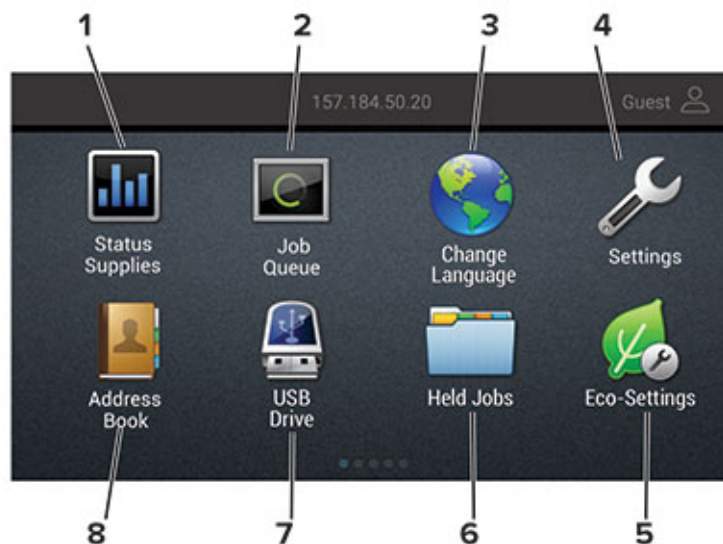 1 2 3 4
157.184.50.20 Guest
Status
Supplies
Job
Queue
Change
Language
Settings
Address
Book
USB
Drive
Held Jobs
Eco-Settings
8 7 6 5